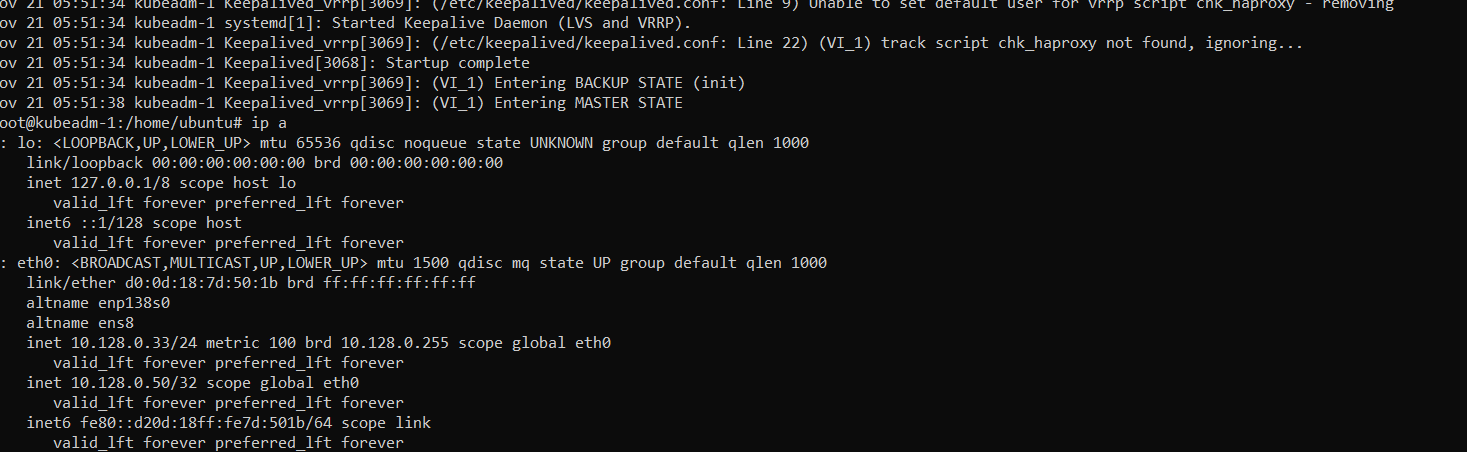 ov 21 05:51:34 kubeadm-1 Keepalived_vrrp[3069]: (/etc/keepalived/keepalived.conf: Line 9) Unable to set default user for vrrp script chk_haproxy - removing
ov 21 05:51:34 kubeadm-1 systemd[1]: Started Keepalive Daemon (LVS and VRRP).
ov 21 05:51:34 kubeadm-1 Keepalived_vrrp[3069]: (/etc/keepalived/keepalived.conf: Line 22) (VI_1) track script chk_haproxy not found, ignoring...
ov 21 05:51:34 kubeadm-1 Keepalived[3068]: Startup complete
ov 21 05:51:34 kubeadm-1 Keepalived_vrrp[3069]: (VI_1) Entering BACKUP STATE (init)
ov 21 05:51:38 kubeadm-1 Keepalived_vrrp[3069]: (VI_1) Entering MASTER STATE
oot@kubeadm-1:/home/ubuntu# ip a
: lo: <LOOPBACK,UP,LOWER_UP> mtu 65536 qdisc noqueue state UNKNOWN group default qlen 1000
link/loopback 00:00:00:00:00:00 brd 00:00:00:00:00:00
inet 127.0.0.1/8 scope host lo
valid_lft forever preferred_lft forever
inet6 ::1/128 scope host
valid_lft forever preferred_lft forever
: eth0: <BROADCAST,MULTICAST,UP,LOWER_UP> mtu 1500 qdisc mq state UP group default qlen 1000
link/ether d0:0d:18:7d:50:1b brd ff:ff:ff:ff:ff:ff
altname enp138s0
altname ens8
inet 10.128.0.33/24 metric 100 brd 10.128.0.255 scope global eth0
valid_lft forever preferred_lft forever
inet 10.128.0.50/32 scope global eth0
valid_lft forever preferred_lft forever
inet6 fe80::d20d:18ff:fe7d:501b/64 scope link
valid_lft forever preferred_lft forever